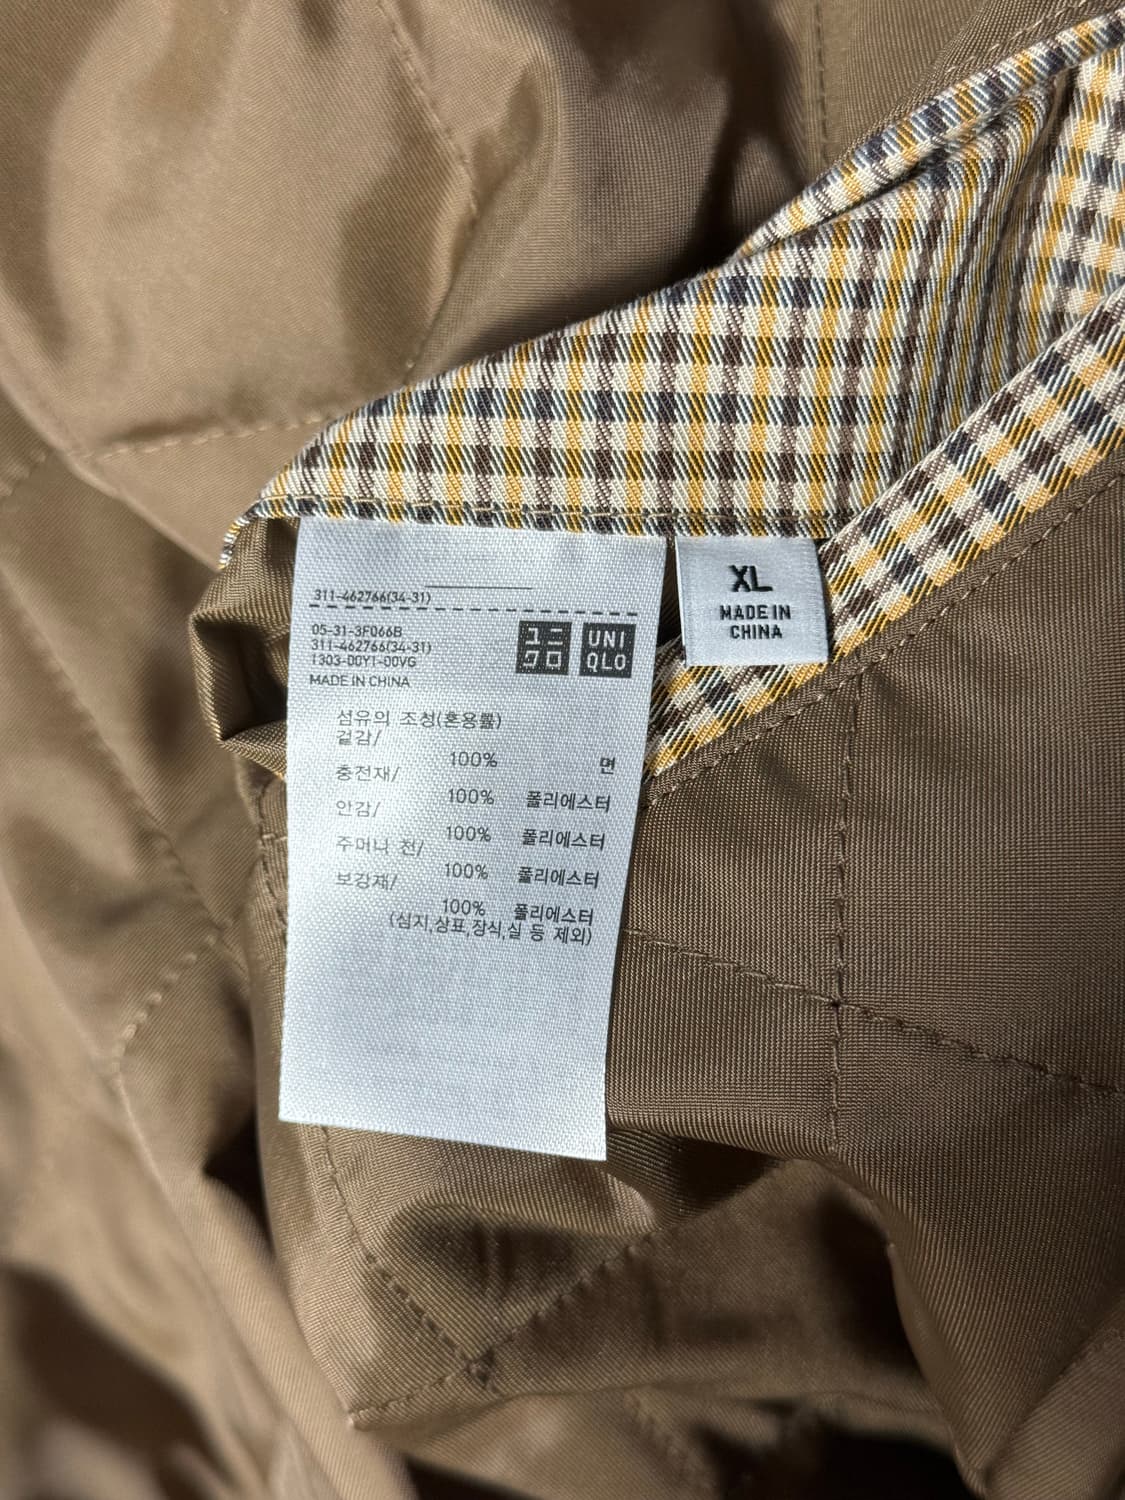 311-462766(34-31)
05-31-3F066B
311-462766(34-31)
1303-00Y1-00VG
MADE IN CHINA
ユニ
クロ
UNI
QLO
XL
MADE IN
CHINA
섬유의 조성(혼용률)
겉감/
100% 면
충전재/
100% 폴리에스터
안감/
100% 폴리에스터
주머니 천/
100% 폴리에스터
보강재/
100% 폴리에스터
(심지,상표,장식,실 등 제외)